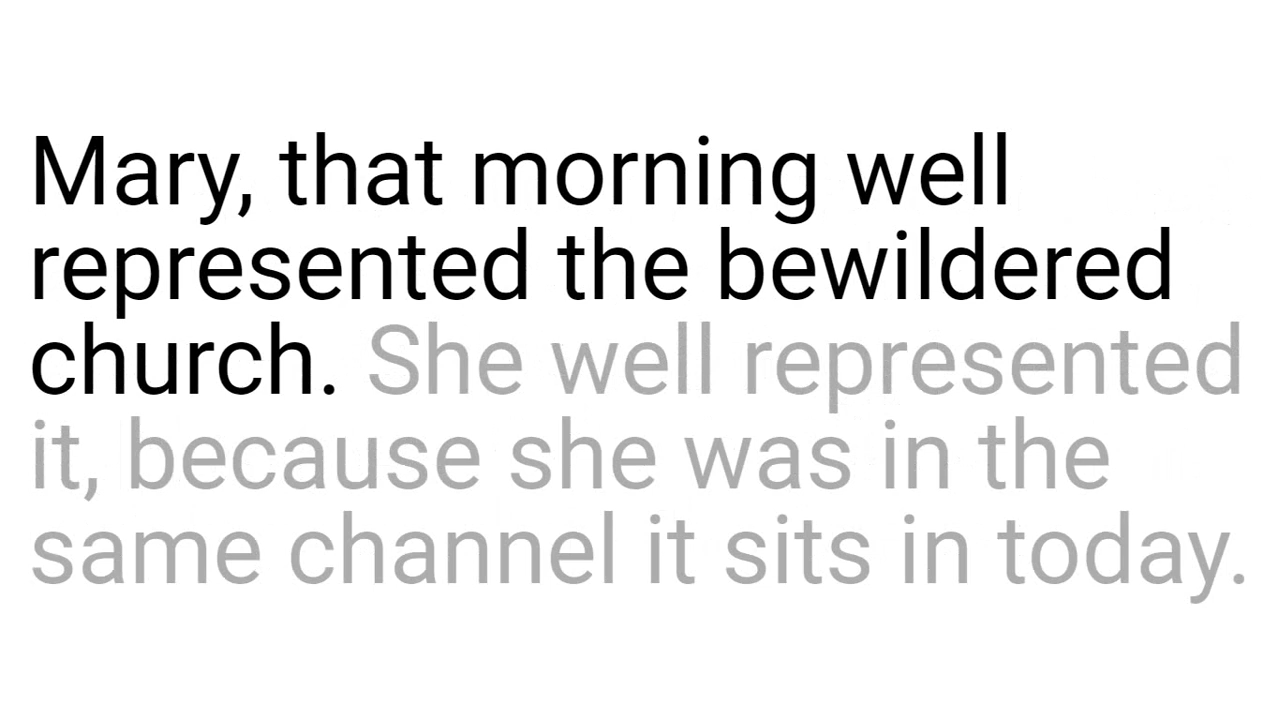 Mary, that morning well
represented the bewildered
church. She well represented
it, because she was in the
same channel it sits in today.